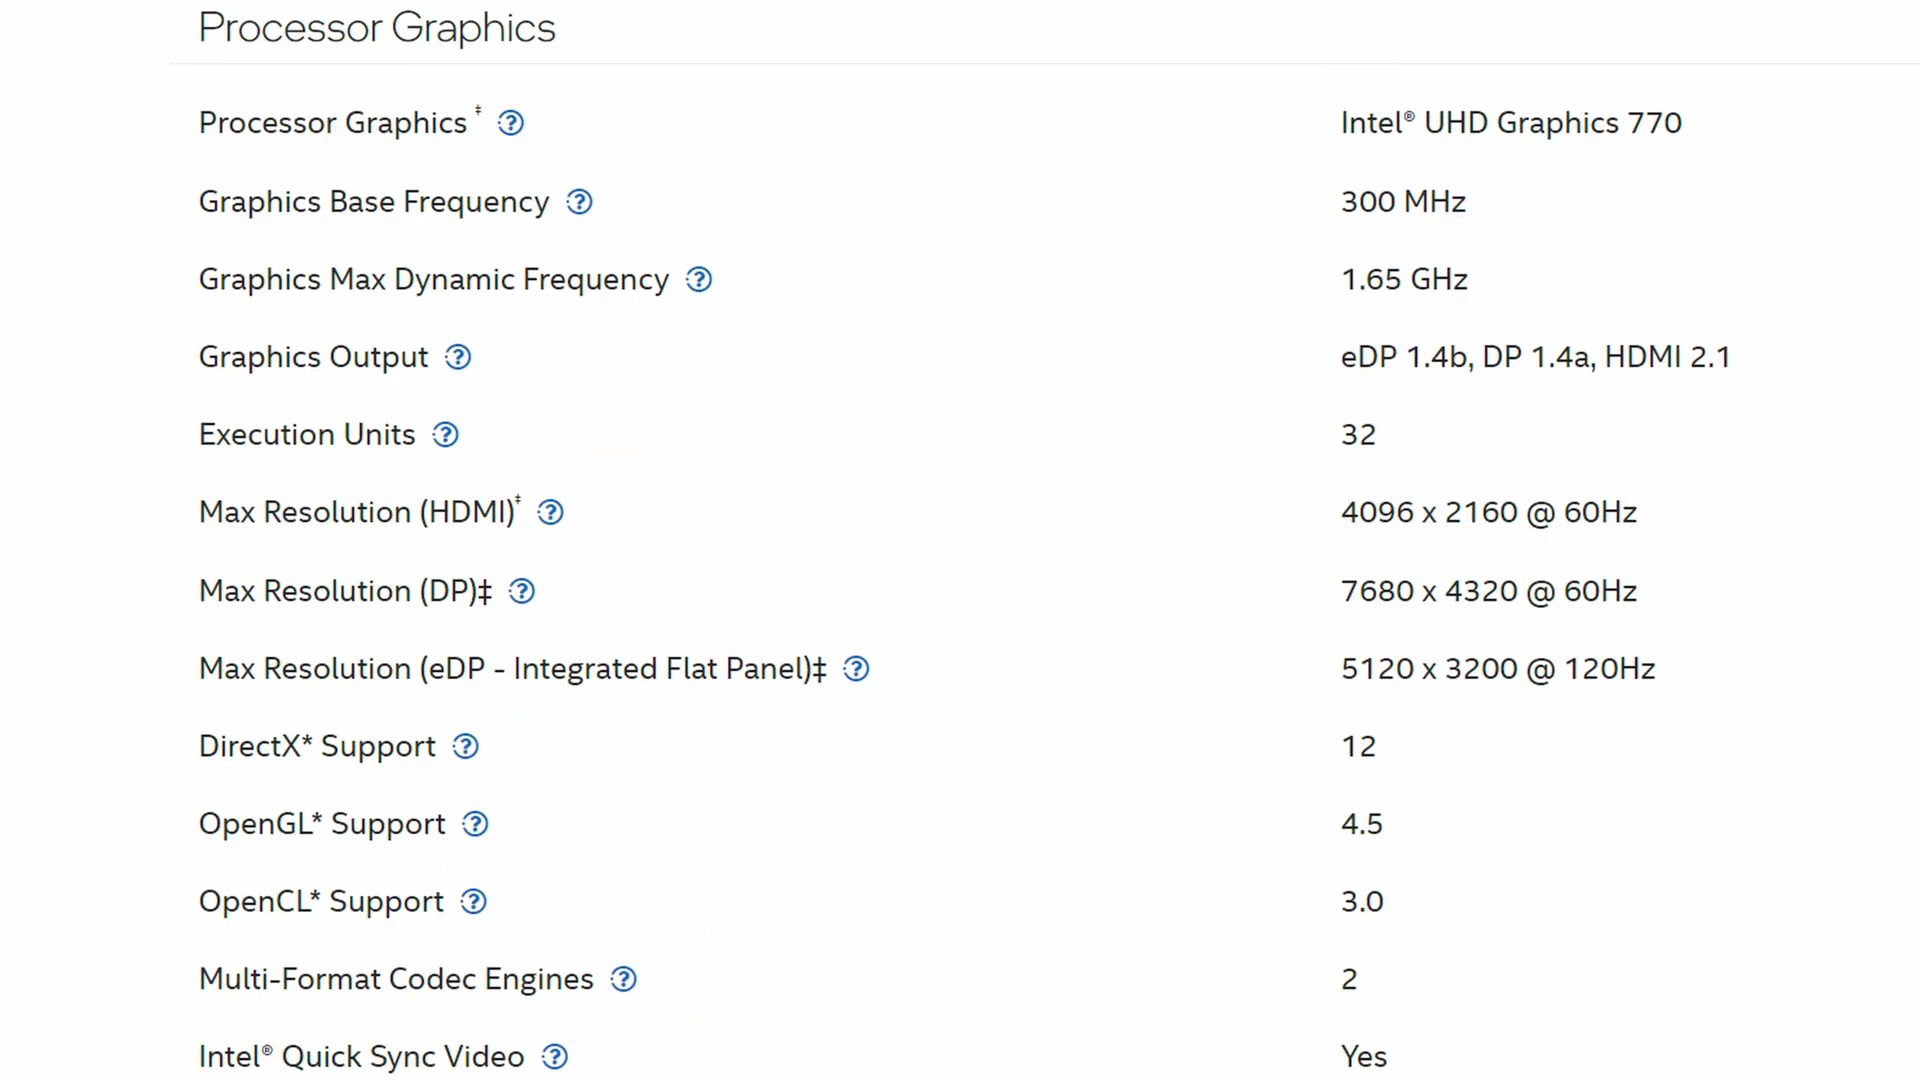 Processor Graphics
Processor Graphics ‡ Intel® UHD Graphics 770
Graphics Base Frequency 300 MHz
Graphics Max Dynamic Frequency 1.65 GHz
Graphics Output eDP 1.4b, DP 1.4a, HDMI 2.1
Execution Units 32
Max Resolution (HDMI)‡ 4096 x 2160 @ 60Hz
Max Resolution (DP)‡ 7680 x 4320 @ 60Hz
Max Resolution (eDP - Integrated Flat Panel)‡ 5120 x 3200 @ 120Hz
DirectX* Support 12
OpenGL* Support 4.5
OpenCL* Support 3.0
Multi-Format Codec Engines 2
Intel® Quick Sync Video Yes